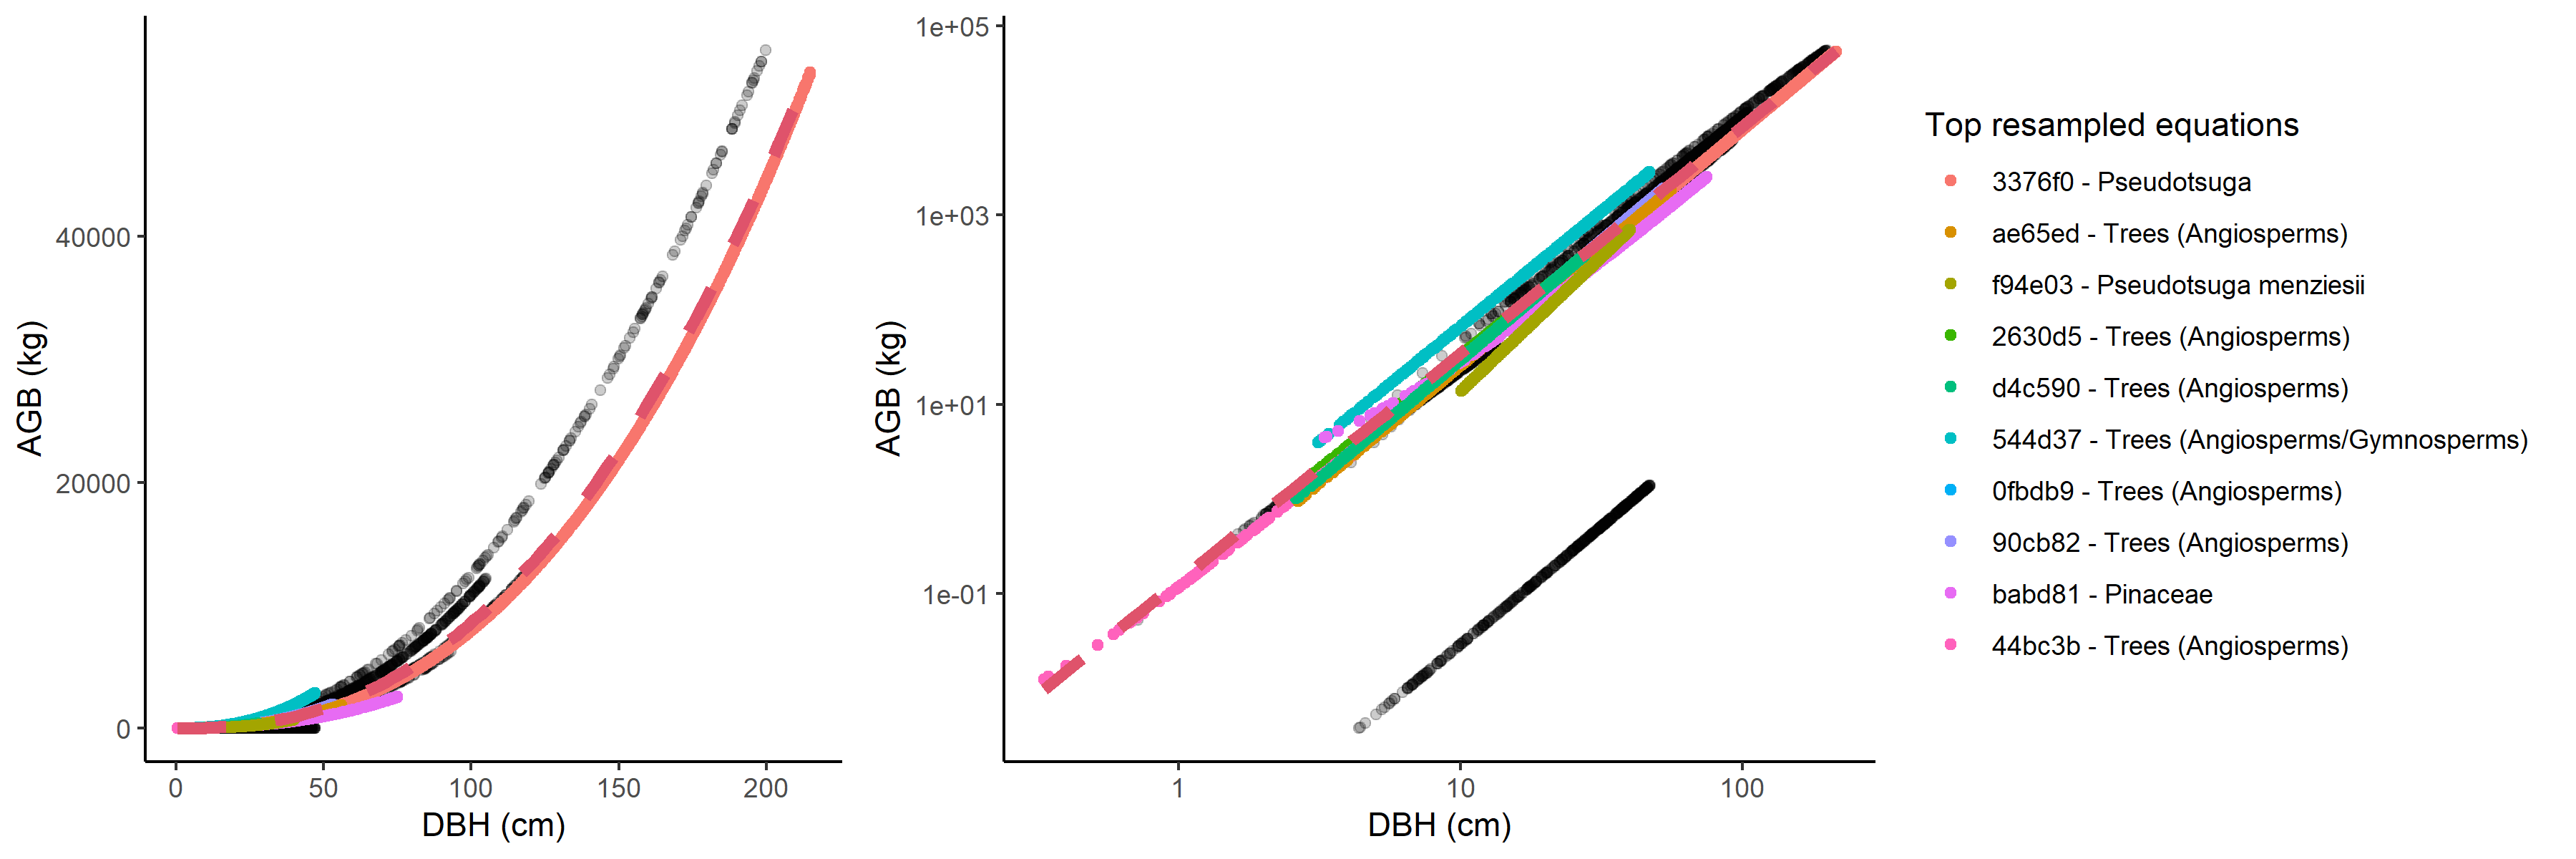 AGB (kg)
40000
20000
0
0 50 100 150 200
DBH (cm)
AGB (kg)
1e+05
1e+03
1e+01
1e-01
1 10 100
DBH (cm)
Top resampled equations
3376f0 - Pseudotsuga
ae65ed - Trees (Angiosperms)
f94e03 - Pseudotsuga menziesii
2630d5 - Trees (Angiosperms)
d4c590 - Trees (Angiosperms)
544d37 - Trees (Angiosperms/Gymnosperms)
0fbdb9 - Trees (Angiosperms)
90cb82 - Trees (Angiosperms)
babd81 - Pinaceae
44bc3b - Trees (Angiosperms)